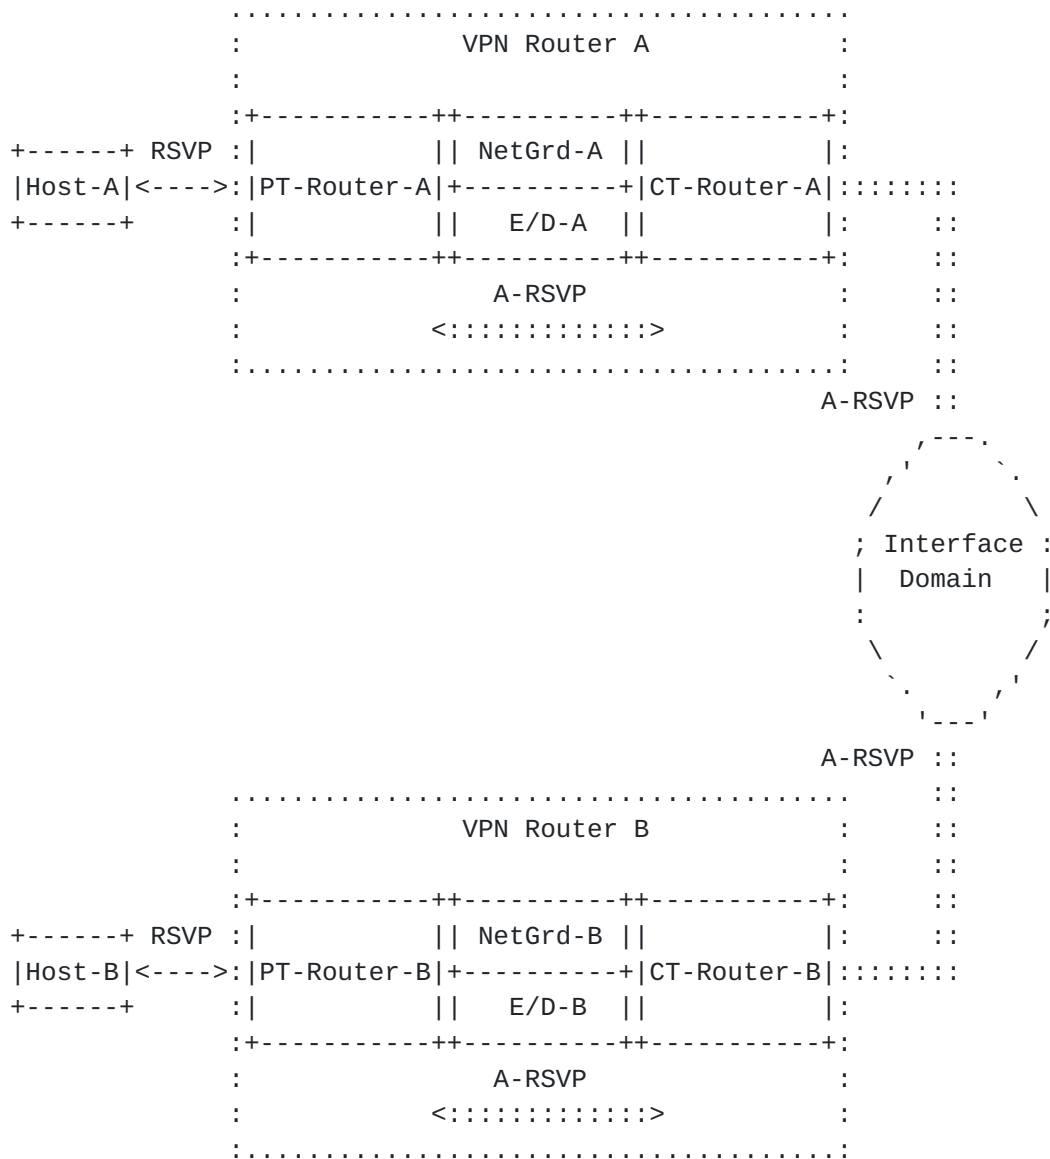 VPN Router A
RSVP NetGrd-A
Host-A PT-Router-A CT-Router-A
E/D-A
A-RSVP
A-RSVP
Interface
Domain
A-RSVP
VPN Router B
RSVP NetGrd-B
Host-B PT-Router-B CT-Router-B
E/D-B
A-RSVP